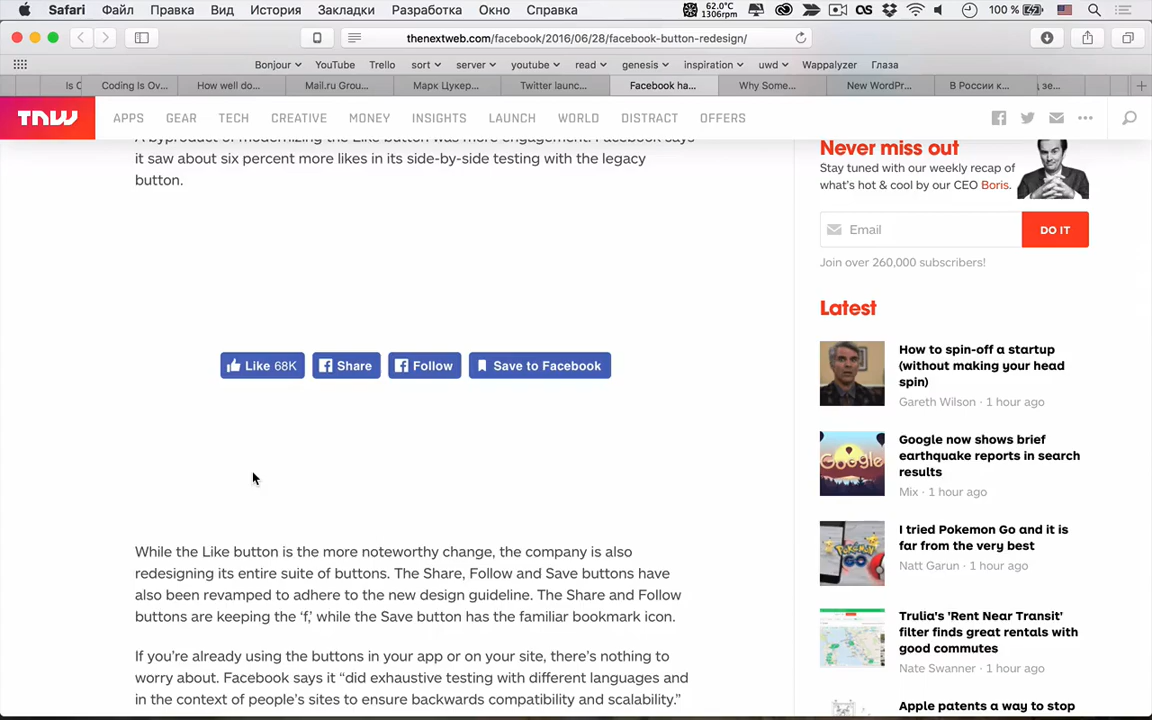 Safari Файл Правка Вид История Закладки Разработка Окно Справка 62.0°C 1306rpm 100 %
thenextweb.com/facebook/2016/06/28/facebook-button-redesign/
Bonjour YouTube Trello sort server youtube read genesis inspiration uwd Wappalyzer Глаза
Is C Coding Is Ov... How well do... Mail.ru Grou... Марк Цукер... Twitter launc... Facebook ha... Why Some... New WordPr... В России к...
TNW APPS GEAR TECH CREATIVE MONEY INSIGHTS LAUNCH WORLD DISTRACT OFFERS
A byproduct of modernizing the Like button was more engagement. Facebook says
it saw about six percent more likes in its side-by-side testing with the legacy
button.
Like 68K Share Follow Save to Facebook
While the Like button is the more noteworthy change, the company is also
redesigning its entire suite of buttons. The Share, Follow and Save buttons have
also been revamped to adhere to the new design guideline. The Share and Follow
buttons are keeping the ‘f,’ while the Save button has the familiar bookmark icon.
If you’re already using the buttons in your app or on your site, there’s nothing to
worry about. Facebook says it “did exhaustive testing with different languages and
in the context of people’s sites to ensure backwards compatibility and scalability.”
Never miss out
Stay tuned with our weekly recap of
what’s hot & cool by our CEO Boris.
Email DO IT
Join over 260,000 subscribers!
Latest
How to spin-off a startup
(without making your head
spin)
Gareth Wilson · 1 hour ago
Google now shows brief
earthquake reports in search
results
Mix · 1 hour ago
I tried Pokemon Go and it is
far from the very best
Natt Garun · 1 hour ago
Trulia's 'Rent Near Transit'
filter finds great rentals with
good commutes
Nate Swanner · 1 hour ago
Apple patents a way to stop